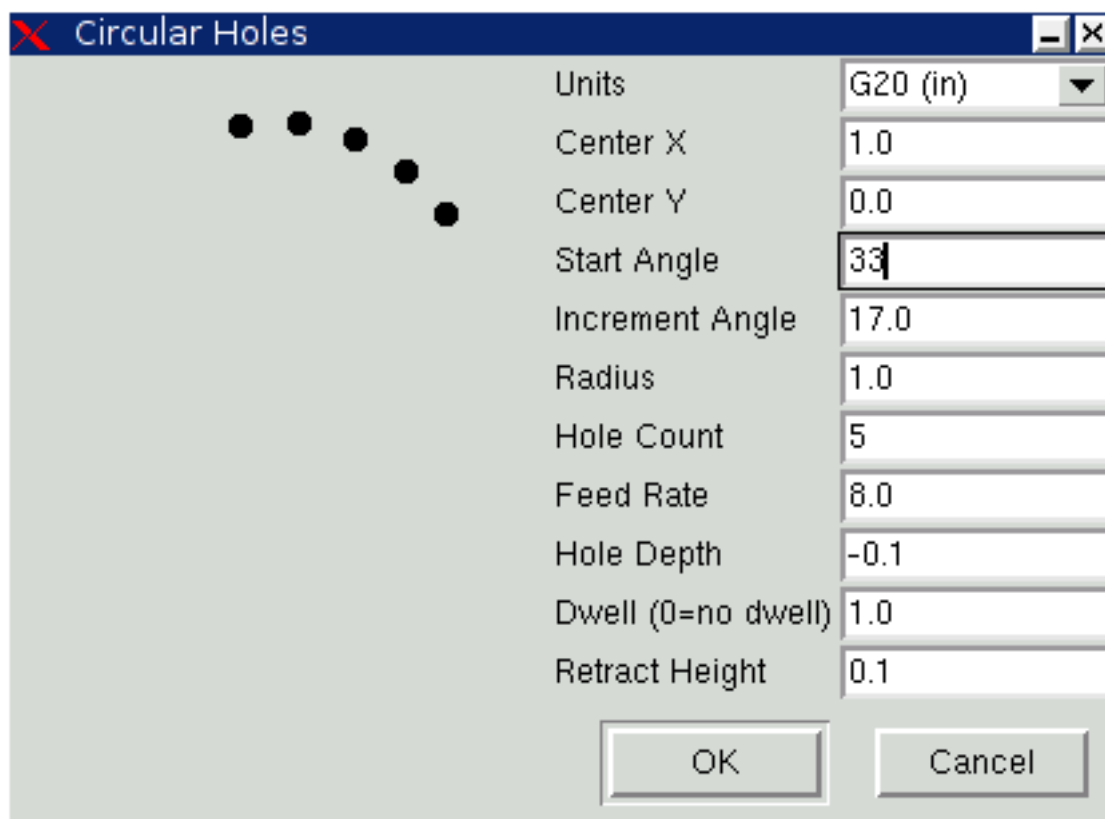 Circular Holes
Units G20 (in)
Center X 1.0
Center Y 0.0
Start Angle 33
Increment Angle 17.0
Radius 1.0
Hole Count 5
Feed Rate 8.0
Hole Depth -0.1
Dwell (0=no dwell) 1.0
Retract Height 0.1
OK Cancel